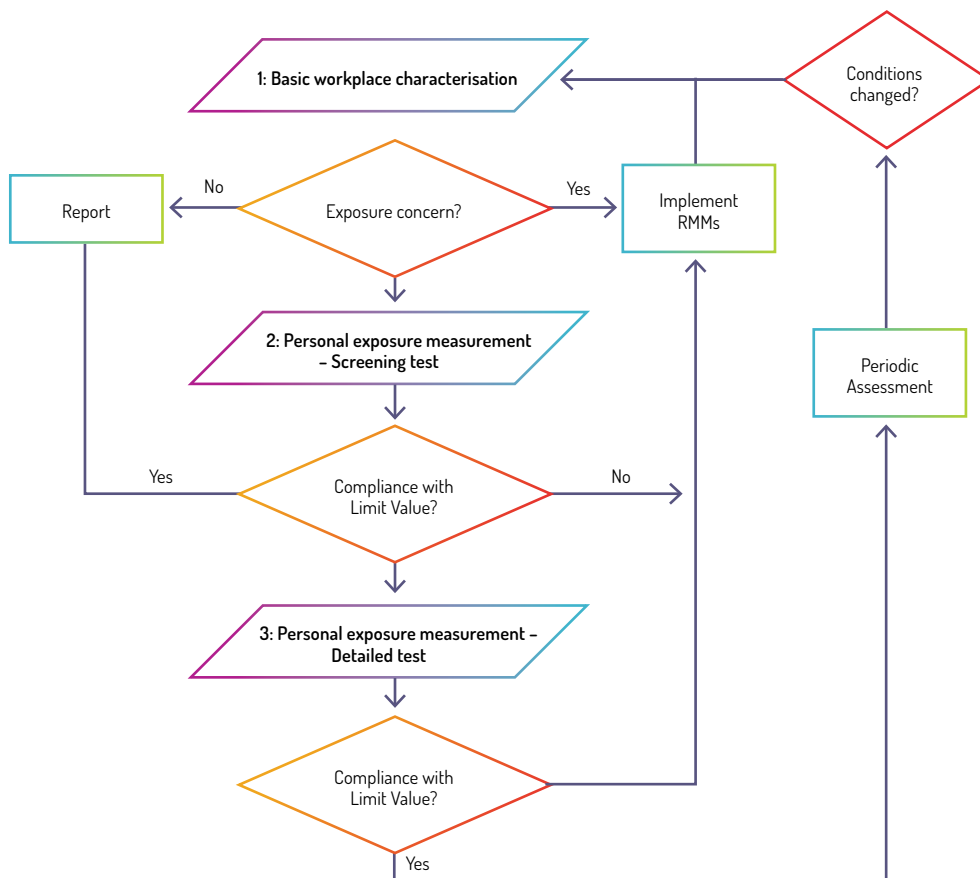 1: Basic workplace characterisation
Conditions
changed?
No
Yes
Report
Exposure concern?
Implement
RMMs
2: Personal exposure measurement
– Screening test
Periodic
Assessment
Yes
No
Compliance with
Limit Value?
3: Personal exposure measurement –
Detailed test
Compliance with
Limit Value?
Yes